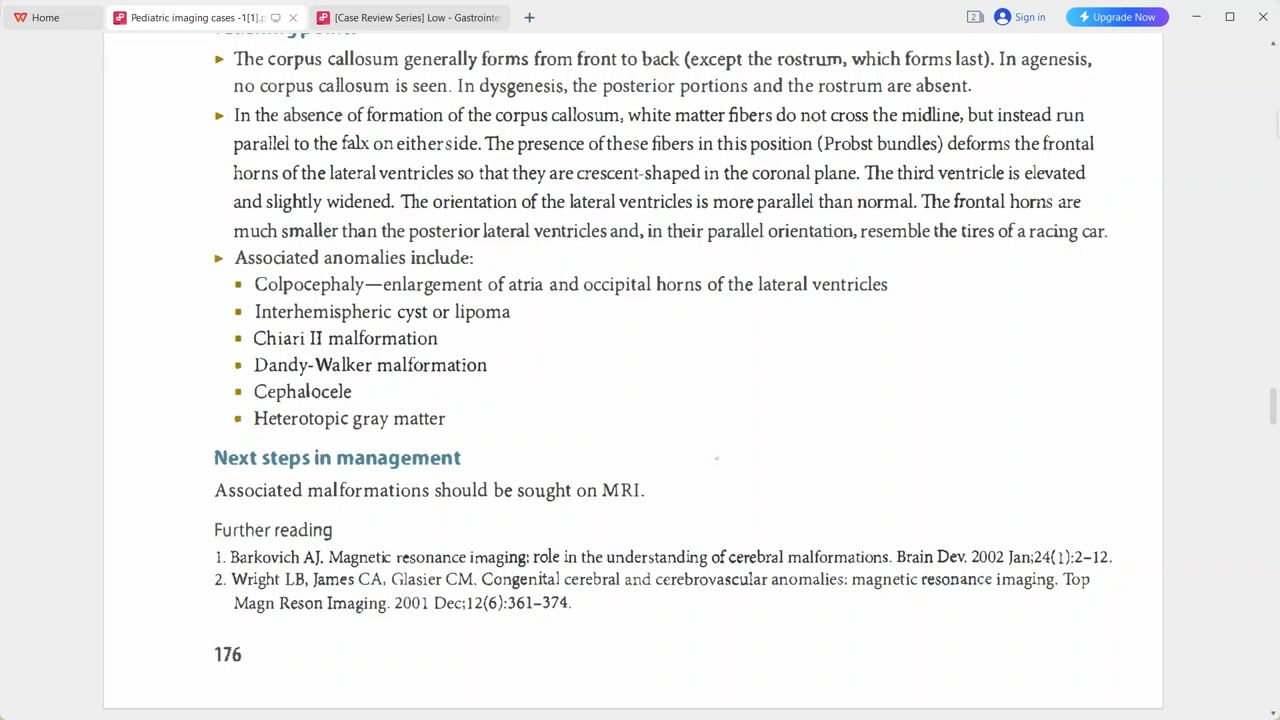 Home
Pediatric imaging cases -1[1].p
[Case Review Series] Low - Gastrointe
2
Sign in
Upgrade Now
The corpus callosum generally forms from front to back (except the rostrum, which forms last). In agenesis,
no corpus callosum is seen. In dysgenesis, the posterior portions and the rostrum are absent.
In the absence of formation of the corpus callosum, white matter fibers do not cross the midline, but instead run
parallel to the falx on either side. The presence of these fibers in this position (Probst bundles) deforms the frontal
horns of the lateral ventricles so that they are crescent-shaped in the coronal plane. The third ventricle is elevated
and slightly widened. The orientation of the lateral ventricles is more parallel than normal. The frontal horns are
much smaller than the posterior lateral ventricles and, in their parallel orientation, resemble the tires of a racing car.
Associated anomalies include:
Colpocephaly—enlargement of atria and occipital horns of the lateral ventricles
Interhemispheric cyst or lipoma
Chiari II malformation
Dandy-Walker malformation
Cephalocele
Heterotopic gray matter
Next steps in management
Associated malformations should be sought on MRI.
Further reading
1. Barkovich AJ. Magnetic resonance imaging: role in the understanding of cerebral malformations. Brain Dev. 2002 Jan;24(1):2–12.
2. Wright LB, James CA, Glasier CM. Congenital cerebral and cerebrovascular anomalies: magnetic resonance imaging. Top
Magn Reson Imaging. 2001 Dec;12(6):361–374.
176